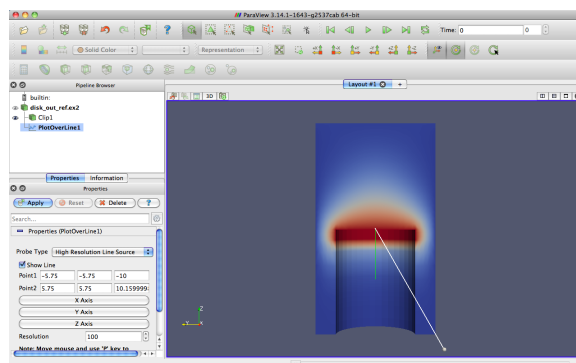 ParaView 3.14.1-1643-g2537cab 64-bit
Time: 0
0
Solid Color
Representation
Pipeline Browser
builtin:
disk_out_ref.ex2
Clip1
PlotOverLine1
Properties
Information
Properties
Apply
Reset
Delete
?
Search...
Properties (PlotOverLine1)
Probe Type High Resolution Line Source
Show Line
Point1 -5.75 -5.75 -10
Point2 5.75 5.75 10.159999
X Axis
Y Axis
Z Axis
Resolution 100
Note: Move mouse and use 'P' key to
Layout #1
+
3D
Z
Y
X